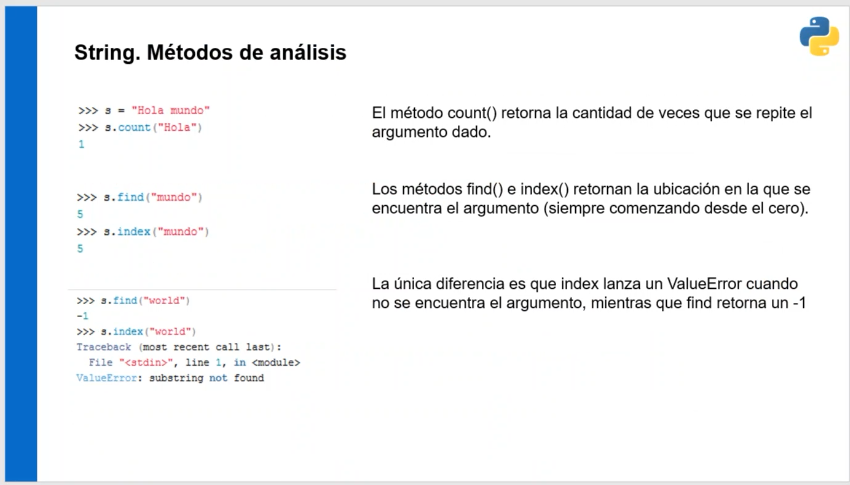 String. Métodos de análisis
>>> s = "Hola mundo"
>>> s.count("Hola")
1
El método count() retorna la cantidad de veces que se repite el
argumento dado.
>>> s.find("mundo")
5
>>> s.index("mundo")
5
Los métodos find() e index() retornan la ubicación en la que se
encuentra el argumento (siempre comenzando desde el cero).
>>> s.find("world")
-1
>>> s.index("world")
Traceback (most recent call last):
  File "<stdin>", line 1, in <module>
ValueError: substring not found
La única diferencia es que index lanza un ValueError cuando
no se encuentra el argumento, mientras que find retorna un -1